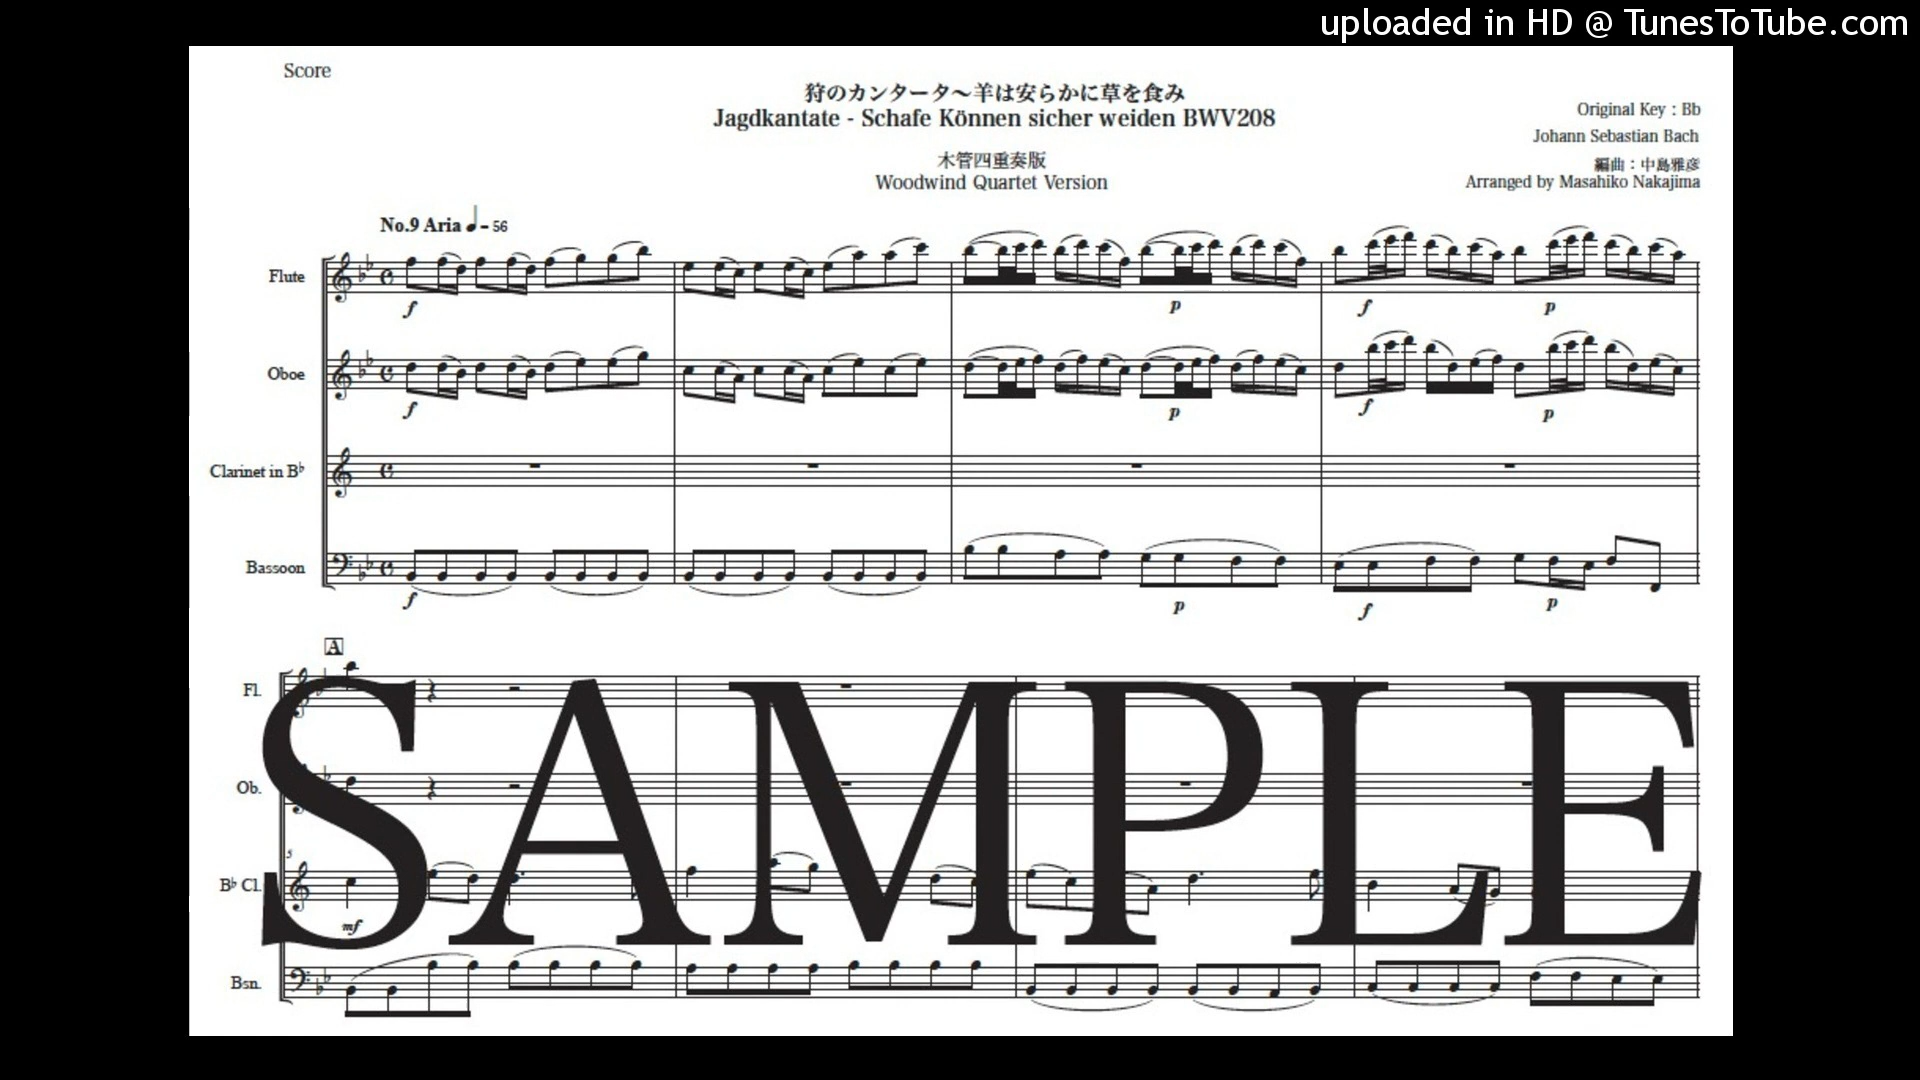 uploaded in HD @ TunesToTube.com
Score
狩のカンタータ〜羊は安らかに草を食み
Jagdkantate - Schafe Können sicher weiden BWV208
Original Key : Bb
Johann Sebastian Bach
木管四重奏版
Woodwind Quartet Version
編曲：中島雅彦
Arranged by Masahiko Nakajima
No.9 Aria ♩= 56
Flute
f
p
f
p
Oboe
f
p
f
p
Clarinet in B♭
Bassoon
f
p
f
p
A
Fl.
Ob.
5
B♭ Cl.
mf
Bsn.
SAMPLE